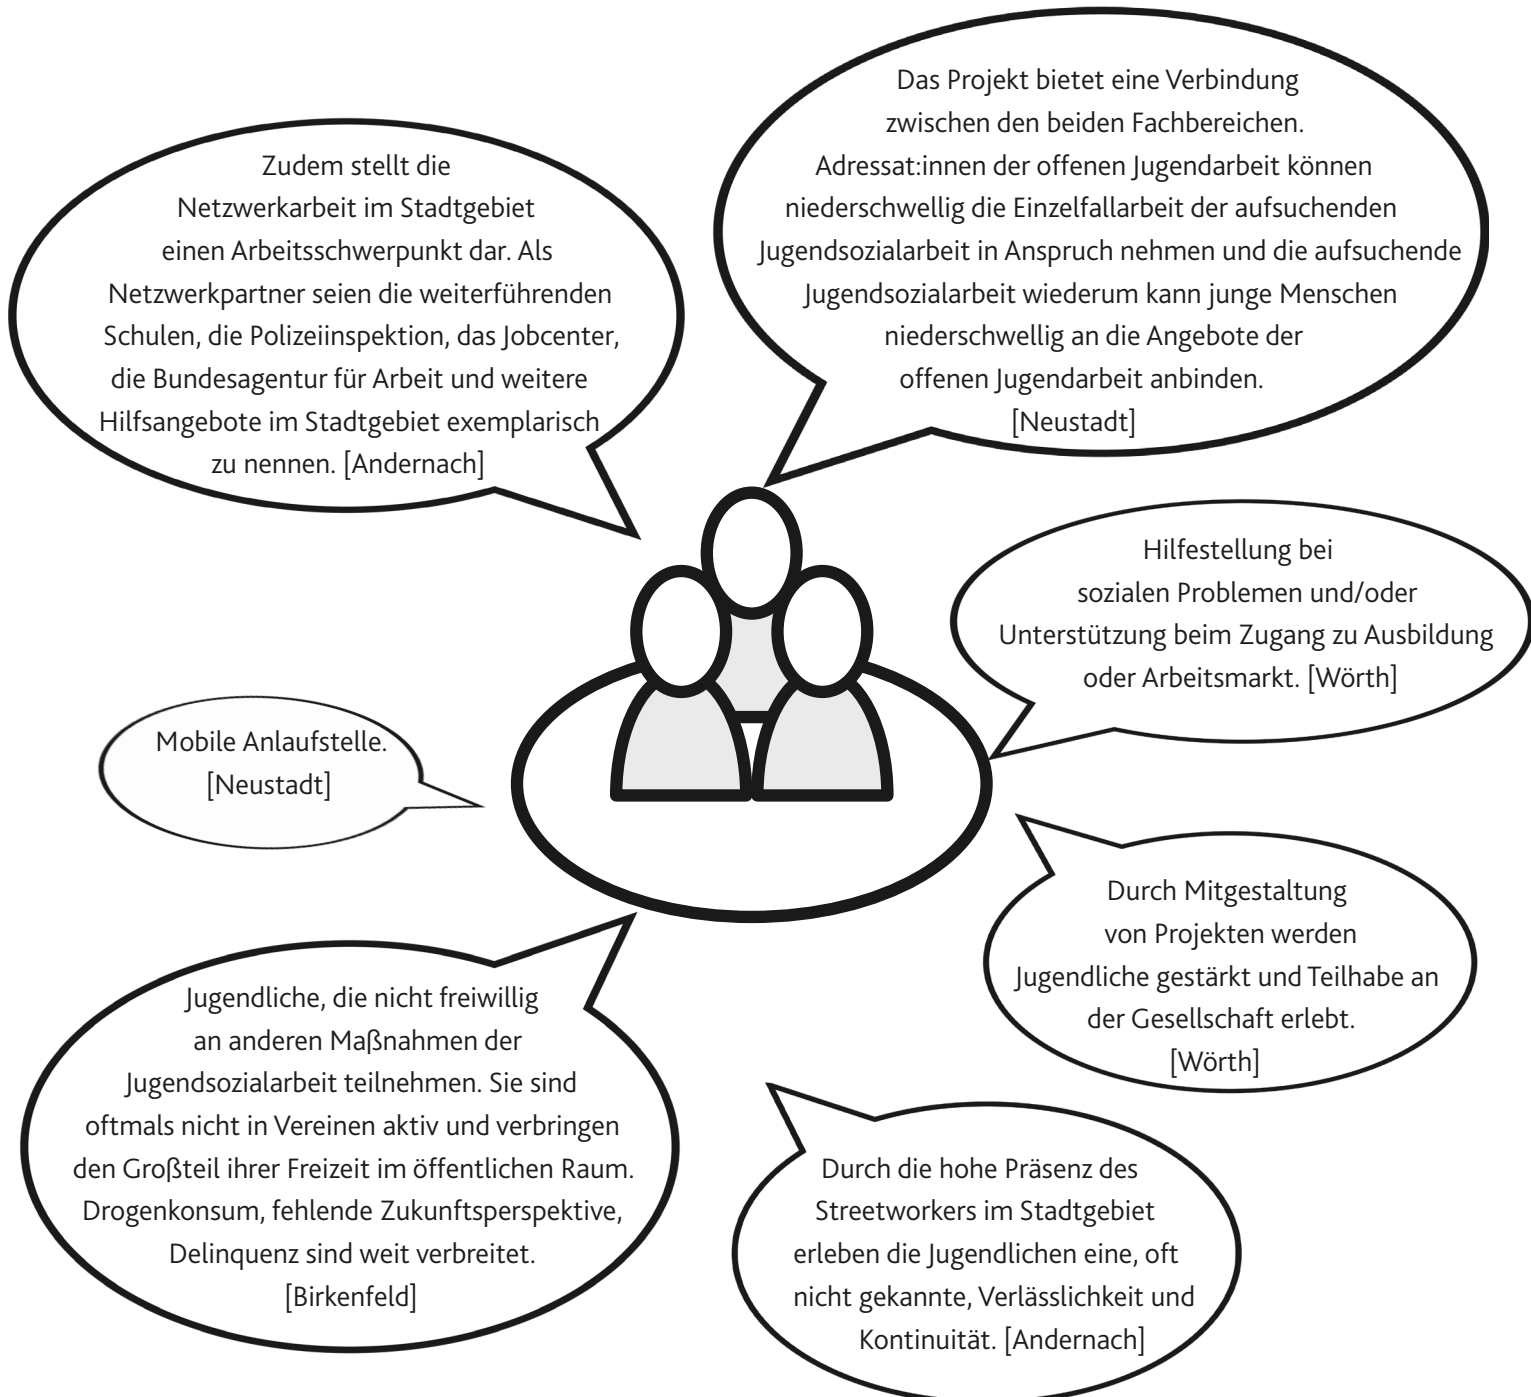 Zudem stellt die
Netzwerkarbeit im Stadtgebiet
einen Arbeitsschwerpunkt dar. Als
Netzwerkpartner seien die weiterführenden
Schulen, die Polizeiinspektion, das Jobcenter,
die Bundesagentur für Arbeit und weitere
Hilfsangebote im Stadtgebiet exemplarisch
zu nennen. [Andernach]
Das Projekt bietet eine Verbindung
zwischen den beiden Fachbereichen.
Adressat:innen der offenen Jugendarbeit können
niederschwellig die Einzelfallarbeit der aufsuchenden
Jugendsozialarbeit in Anspruch nehmen und die aufsuchende
Jugendsozialarbeit wiederum kann junge Menschen
niederschwellig an die Angebote der
offenen Jugendarbeit anbinden.
[Neustadt]
Hilfestellung bei
sozialen Problemen und/oder
Unterstützung beim Zugang zu Ausbildung
oder Arbeitsmarkt. [Wörth]
Mobile Anlaufstelle.
[Neustadt]
Durch Mitgestaltung
von Projekten werden
Jugendliche gestärkt und Teilhabe an
der Gesellschaft erlebt.
[Wörth]
Jugendliche, die nicht freiwillig
an anderen Maßnahmen der
Jugendsozialarbeit teilnehmen. Sie sind
oftmals nicht in Vereinen aktiv und verbringen
den Großteil ihrer Freizeit im öffentlichen Raum.
Drogenkonsum, fehlende Zukunftsperspektive,
Delinquenz sind weit verbreitet.
[Birkenfeld]
Durch die hohe Präsenz des
Streetworkers im Stadtgebiet
erleben die Jugendlichen eine, oft
nicht gekannte, Verlässlichkeit und
Kontinuität. [Andernach]